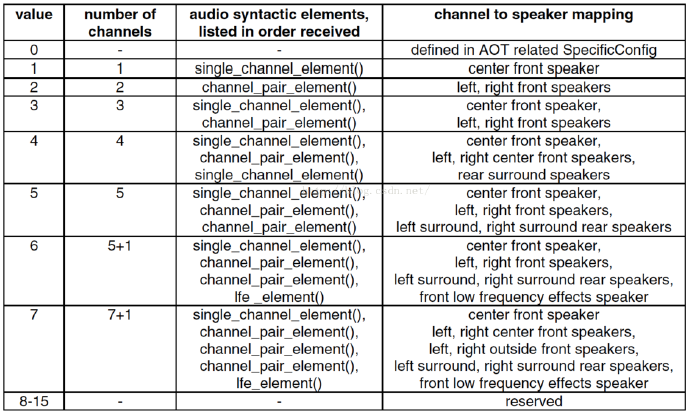 value number of channels audio syntactic elements, listed in order received channel to speaker mapping
0 - - defined in AOT related SpecificConfig
1 1 single_channel_element() center front speaker
2 2 channel_pair_element() left, right front speakers
3 3 single_channel_element(), center front speaker,
channel_pair_element() left, right front speakers
4 4 single_channel_element(), center front speaker,
channel_pair_element(), left, right center front speakers,
single_channel_element() rear surround speakers
5 5 single_channel_element(), center front speaker,
channel_pair_element(), left, right front speakers,
channel_pair_element() left surround, right surround rear speakers
6 5+1 single_channel_element(), center front speaker,
channel_pair_element(), left, right front speakers,
channel_pair_element(), left surround, right surround rear speakers,
lfe _element() front low frequency effects speaker
7 7+1 single_channel_element(), center front speaker
channel_pair_element(), left, right center front speakers,
channel_pair_element(), left, right outside front speakers,
channel_pair_element(), left surround, right surround rear speakers,
lfe_element() front low frequency effects speaker
8-15 - - reserved